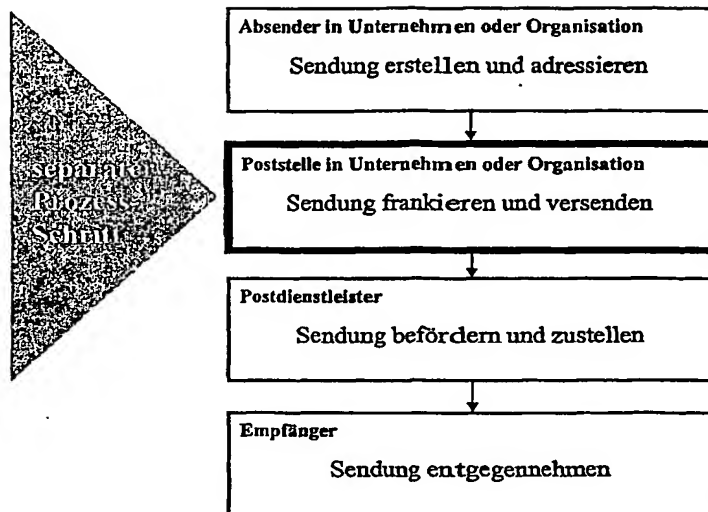 Absender in Unternehmen oder Organisation
Sendung erstellen und adressieren
separater
Prozess-
Schritt
Poststelle in Unternehmen oder Organisation
Sendung frankieren und versenden
Postdienstleister
Sendung befördern und zustellen
Empfänger
Sendung entgegennehmen